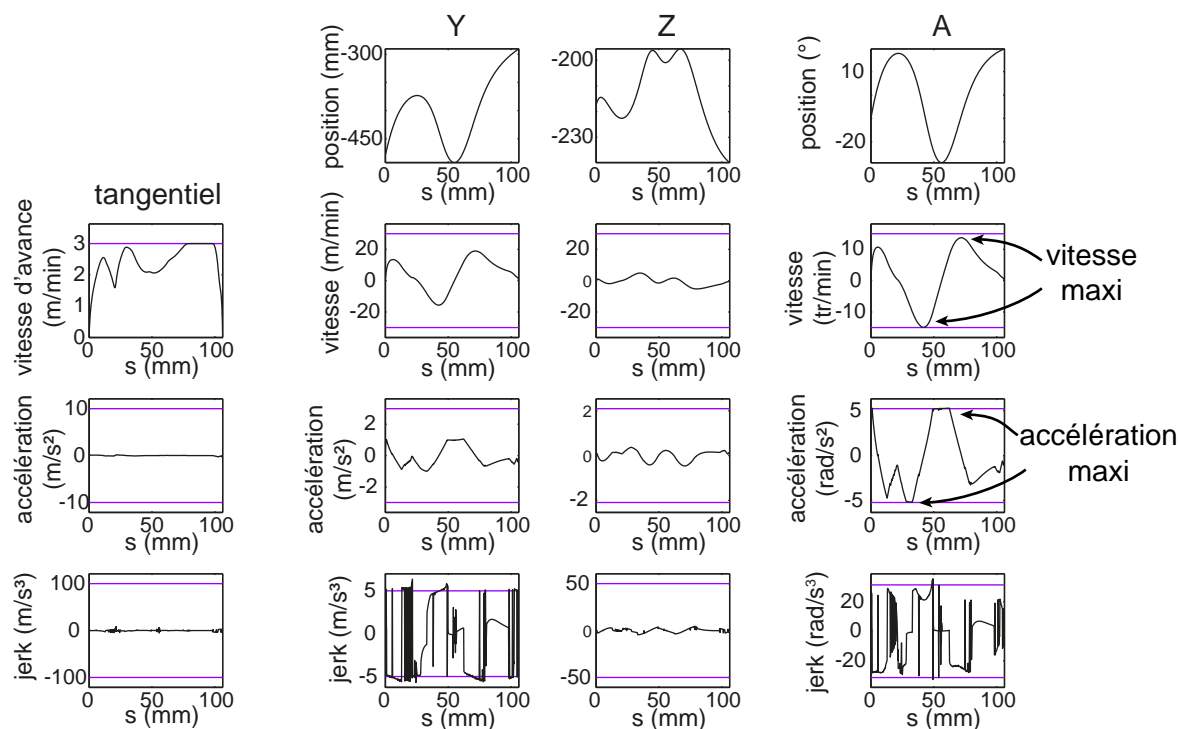 Y Z A
position (mm)
-300
-450
0 50 100
s (mm)
-200
-230
0 50 100
s (mm)
position (°)
10
-20
0 50 100
s (mm)
tangentiel
vitesse d'avance
(m/min)
3
2
1
0
0 50 100
s (mm)
vitesse (m/min)
20
0
-20
0 50 100
s (mm)
20
0
-20
0 50 100
s (mm)
vitesse
(tr/min)
10
0
-10
0 50 100
s (mm)
vitesse
maxi
accélération
(m/s²)
10
0
-10
0 50 100
s (mm)
accélération
(m/s²)
2
0
-2
0 50 100
s (mm)
2
0
-2
0 50 100
s (mm)
accélération
(rad/s²)
5
0
-5
0 50 100
s (mm)
accélération
maxi
jerk (m/s³)
100
0
-100
0 50 100
s (mm)
jerk (m/s³)
5
0
-5
0 50 100
s (mm)
50
0
-50
0 50 100
s (mm)
jerk (rad/s³)
20
0
-20
0 50 100
s (mm)